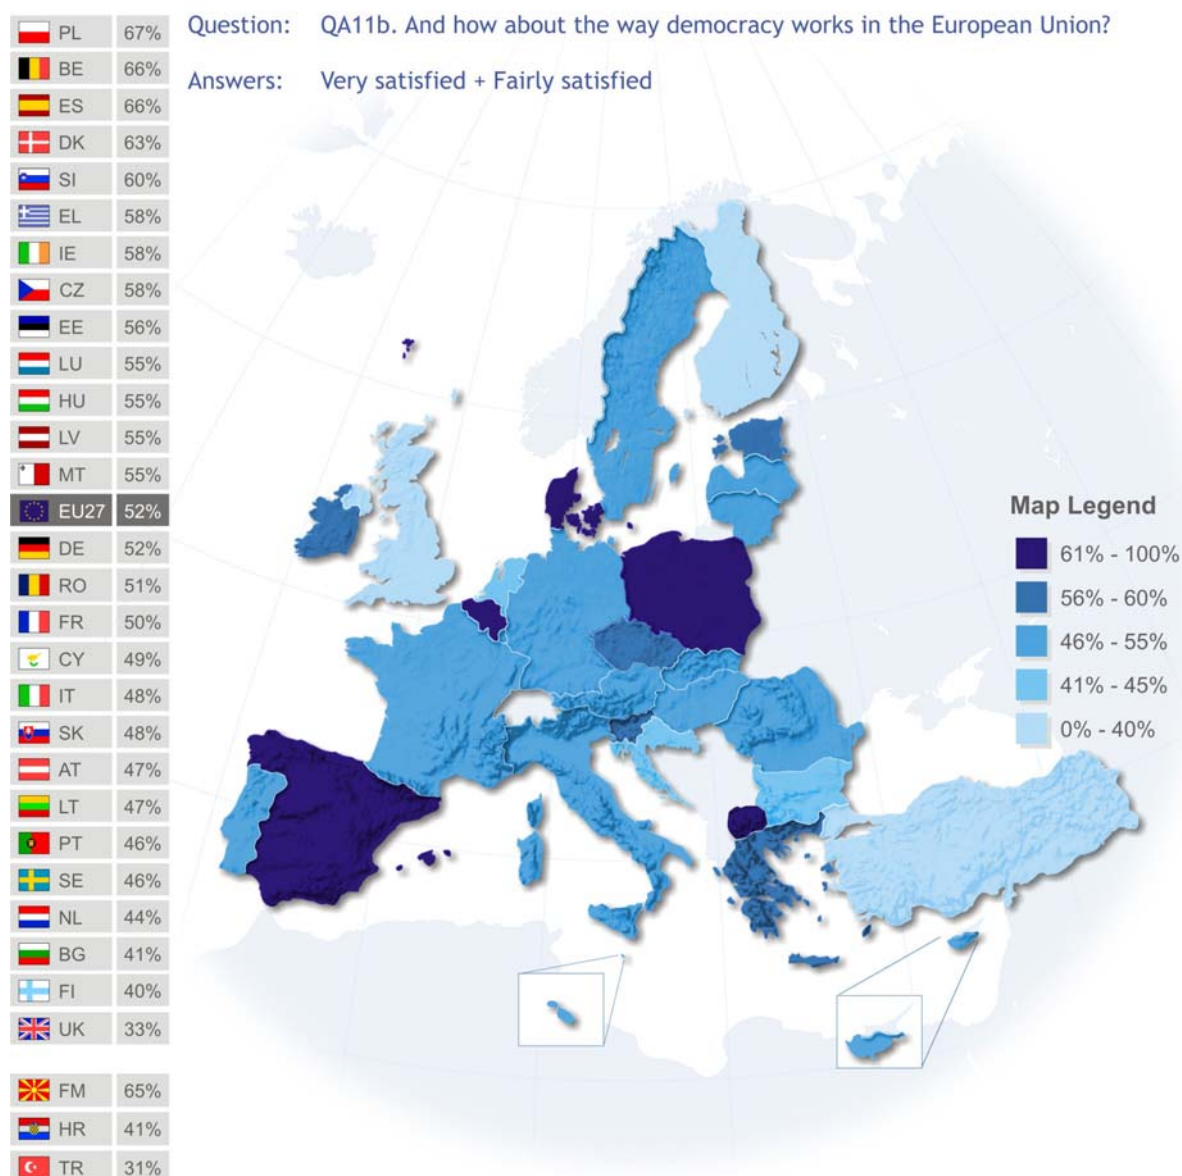 Question: QA11b. And how about the way democracy works in the European Union?
Answers: Very satisfied + Fairly satisfied
PL 67%
BE 66%
ES 66%
DK 63%
SI 60%
EL 58%
IE 58%
CZ 58%
EE 56%
LU 55%
HU 55%
LV 55%
MT 55%
EU27 52%
DE 52%
RO 51%
FR 50%
CY 49%
IT 48%
SK 48%
AT 47%
LT 47%
PT 46%
SE 46%
NL 44%
BG 41%
FI 40%
UK 33%
FM 65%
HR 41%
TR 31%
Map Legend
61% - 100%
56% - 60%
46% - 55%
41% - 45%
0% - 40%